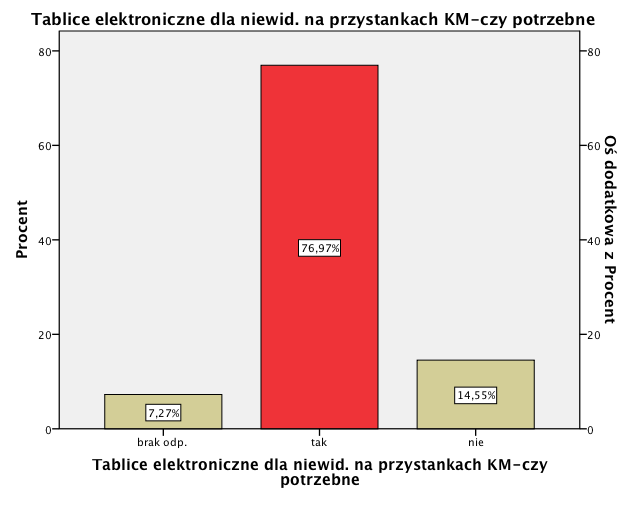 Tablice elektroniczne dla niewid. na przystankach KM-czy potrzebne
80
80
60
60
40
40
20
20
0
0
Procent
Oś dodatkowa z Procent
76,97%
14,55%
7,27%
brak odp.
tak
nie
Tablice elektroniczne dla niewid. na przystankach KM-czy
potrzebne